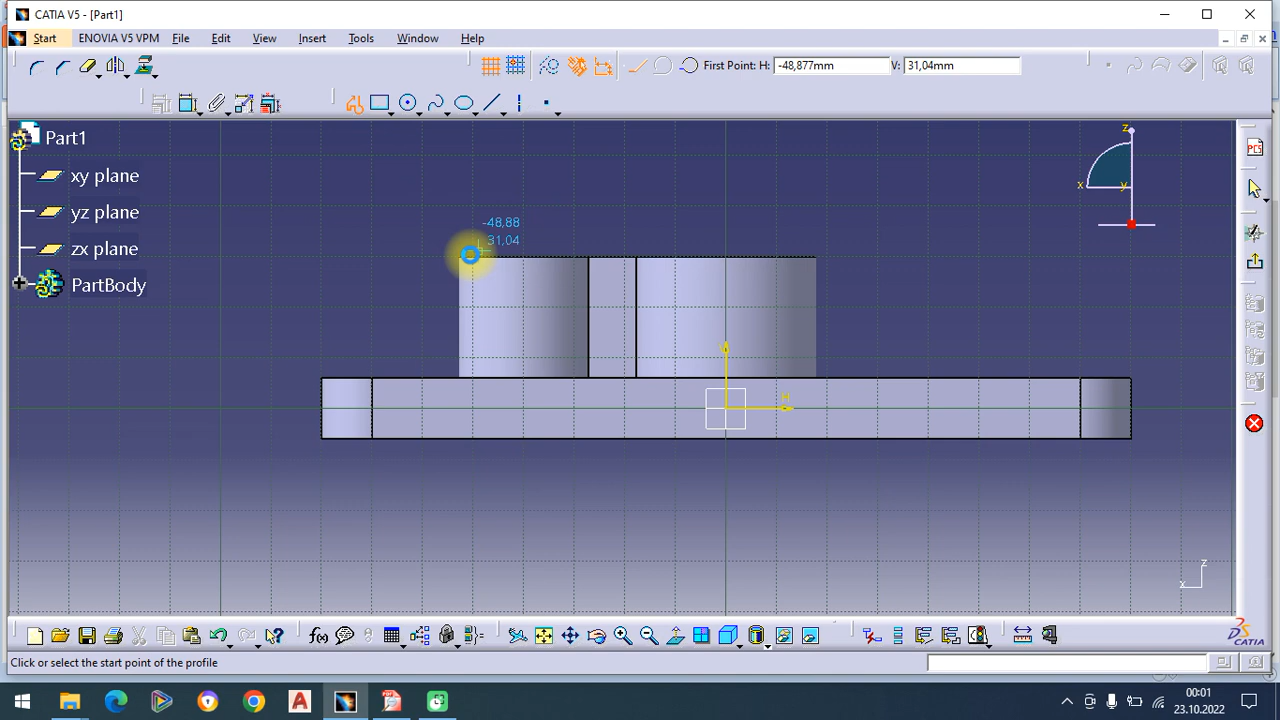 CATIA V5 - [Part1]
Start ENOVIA V5 VPM File Edit View Insert Tools Window Help
First Point: H: -48,877mm V: 31,04mm
PCS
Part1
xy plane
yz plane
zx plane
PartBody
-48,88
31,04
V
H
z
x y
z
x
f(x)
CATIA
Click or select the start point of the profile
00:01
23.10.2022